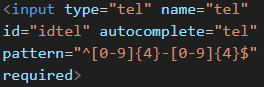 <input type="tel" name="tel"
id="idtel" autocomplete="tel"
pattern="^[0-9]{4}-[0-9]{4}$"
required>